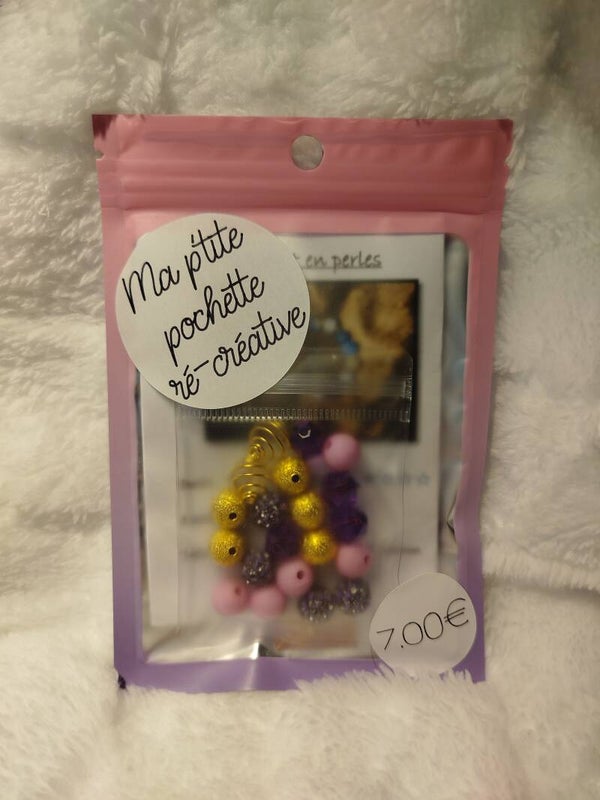 Ma p'tite
pochette
ré-créative
en perles
7.00€